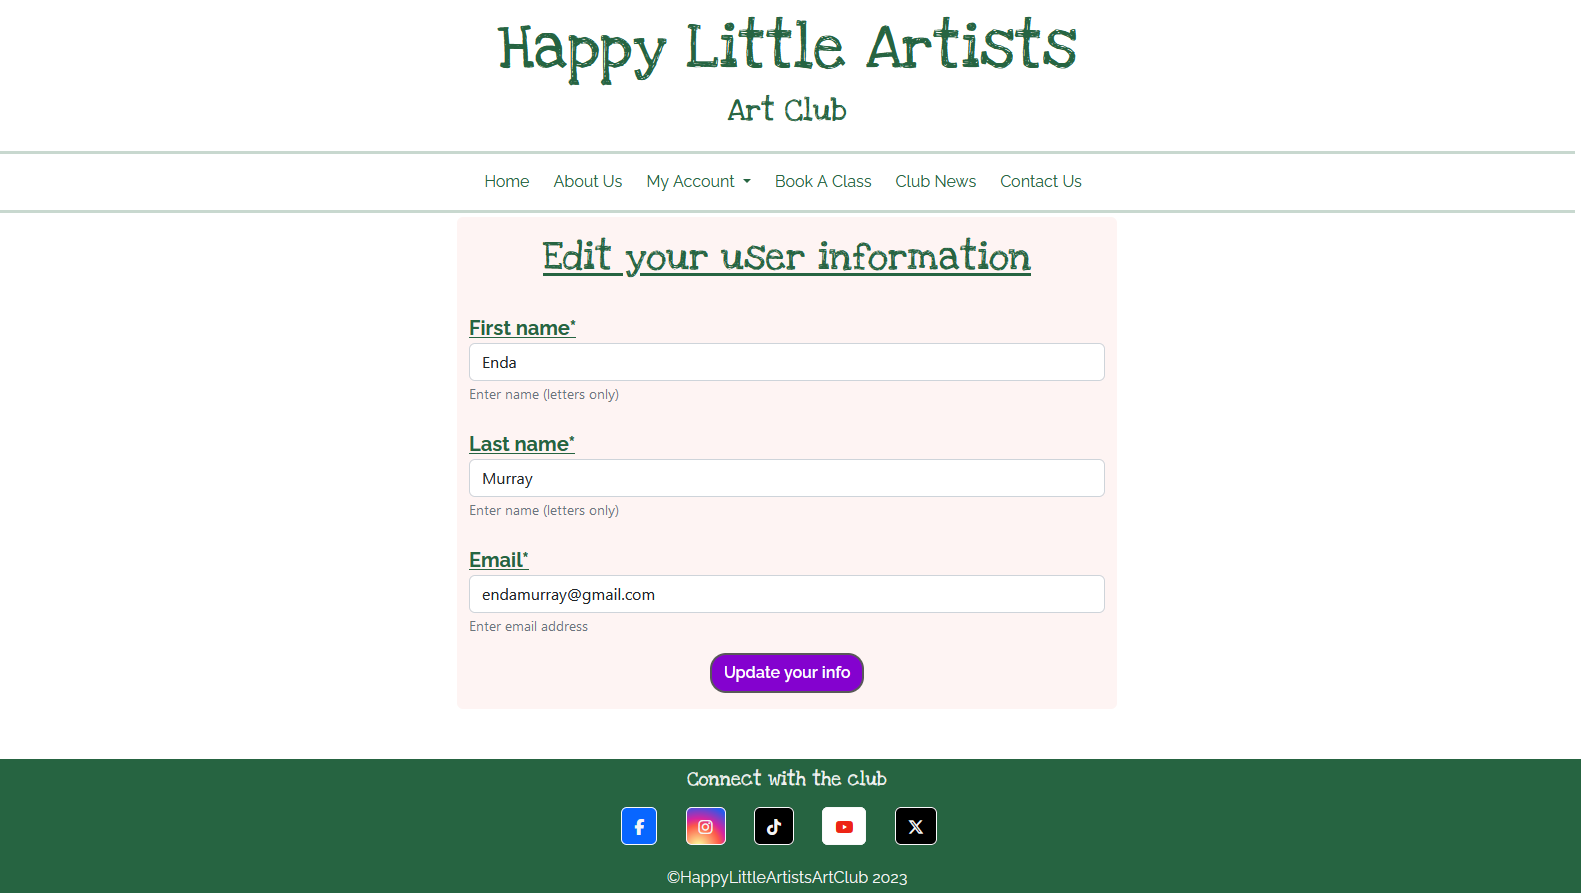 Happy Little Artists
Art Club
Home About Us My Account Book A Class Club News Contact Us
Edit your user information
First name*
Enda
Enter name (letters only)
Last name*
Murray
Enter name (letters only)
Email*
endamurray@gmail.com
Enter email address
Update your info
Connect with the club
©HappyLittleArtistsArtClub 2023